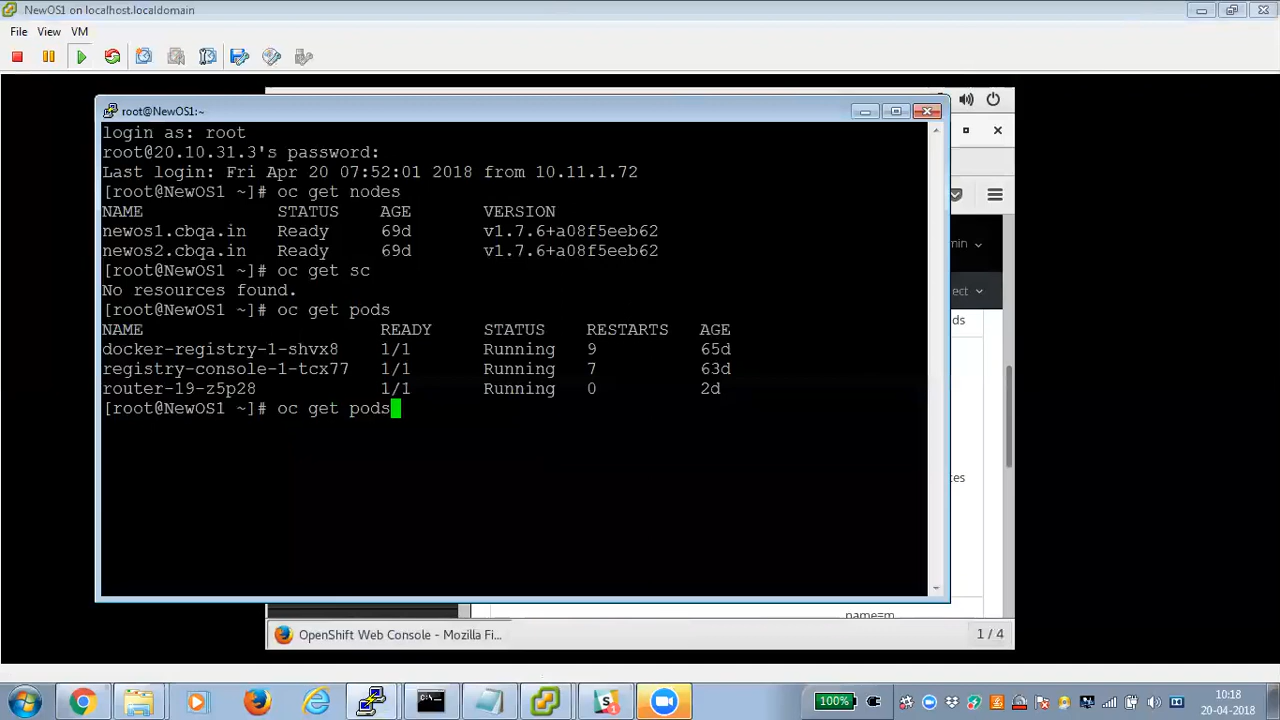 NewOS1 on localhost.localdomain
File View VM
root@NewOS1:~
login as: root
root@20.10.31.3's password:
Last login: Fri Apr 20 07:52:01 2018 from 10.11.1.72
[root@NewOS1 ~]# oc get nodes
NAME STATUS AGE VERSION
newos1.cbqa.in Ready 69d v1.7.6+a08f5eeb62
newos2.cbqa.in Ready 69d v1.7.6+a08f5eeb62
[root@NewOS1 ~]# oc get sc
No resources found.
[root@NewOS1 ~]# oc get pods
NAME READY STATUS RESTARTS AGE
docker-registry-1-shvx8 1/1 Running 9 65d
registry-console-1-tcx77 1/1 Running 7 63d
router-19-z5p28 1/1 Running 0 2d
[root@NewOS1 ~]# oc get pods
min
ect
ds
ces
name=m
OpenShift Web Console - Mozilla Fi...
1 / 4
100%
10:18
20-04-2018